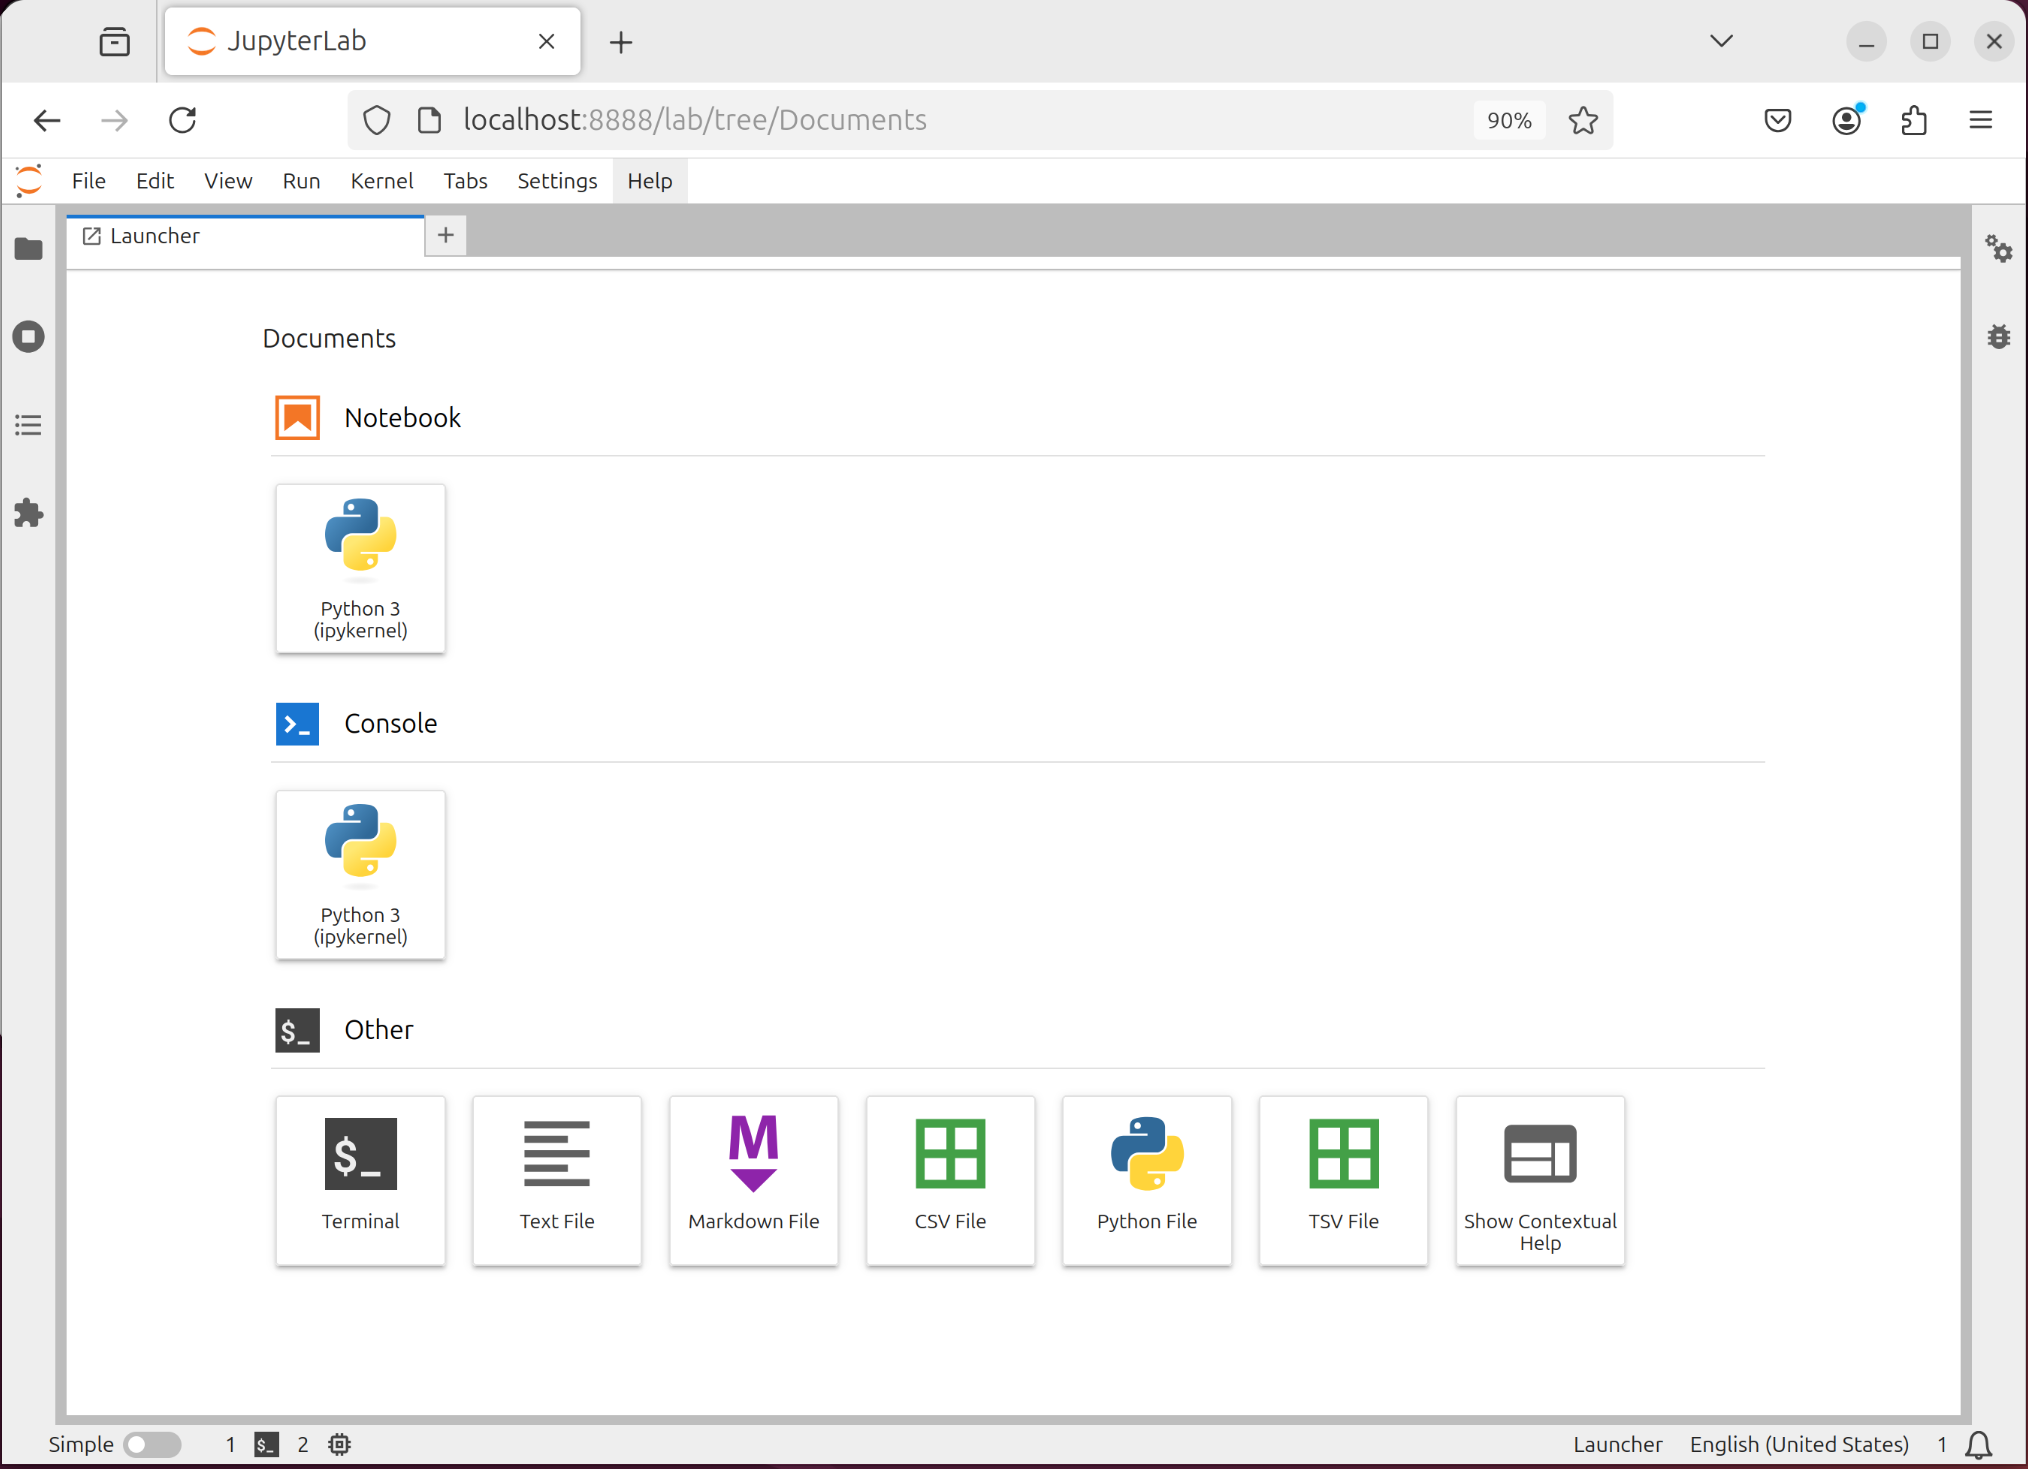 JupyterLab
localhost:8888/lab/tree/Documents
90%
File Edit View Run Kernel Tabs Settings Help
Launcher
Documents
Notebook
Python 3
(ipykernel)
Console
Python 3
(ipykernel)
$_ Other
$_
Terminal
Text File
M
Markdown File
CSV File
Python File
TSV File
Show Contextual
Help
Simple 1 $_ 2 Launcher English (United States) 1